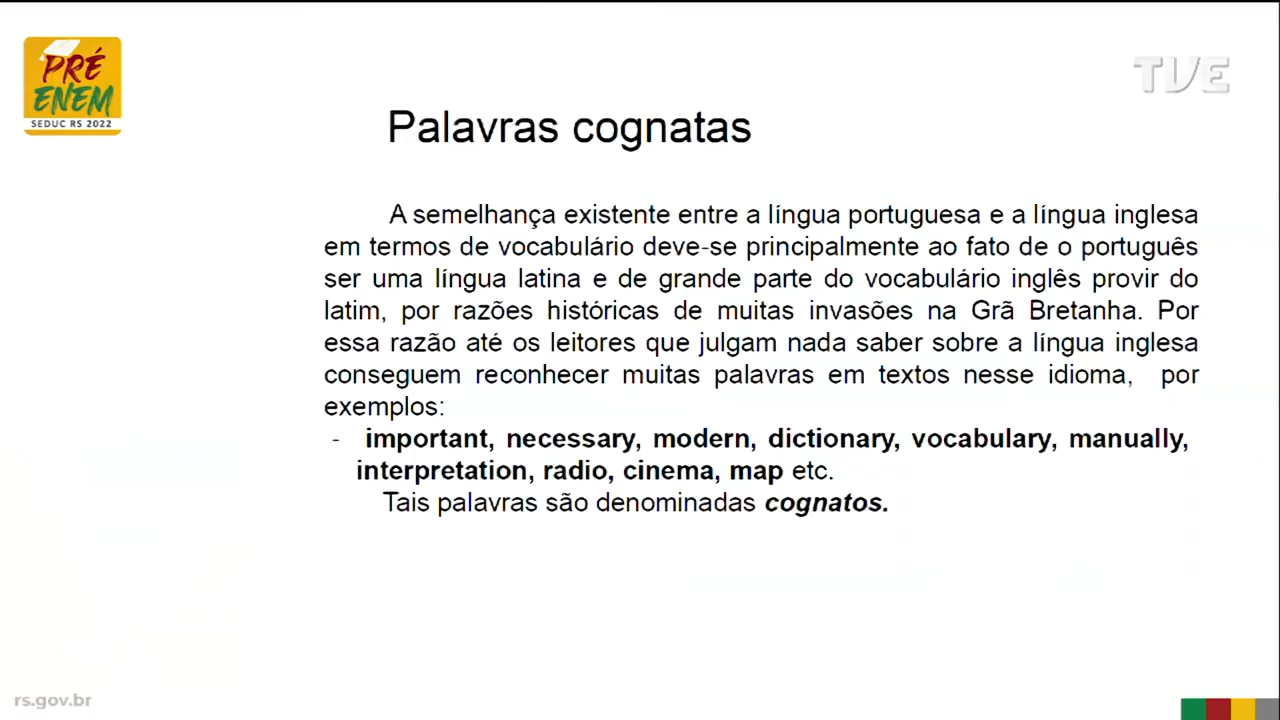 PRÉ
ENEM
SEDUC RS 2022
TVE
Palavras cognatas
A semelhança existente entre a língua portuguesa e a língua inglesa
em termos de vocabulário deve-se principalmente ao fato de o português
ser uma língua latina e de grande parte do vocabulário inglês provir do
latim, por razões históricas de muitas invasões na Grã Bretanha. Por
essa razão até os leitores que julgam nada saber sobre a língua inglesa
conseguem reconhecer muitas palavras em textos nesse idioma, por
exemplos:
- important, necessary, modern, dictionary, vocabulary, manually,
interpretation, radio, cinema, map etc.
Tais palavras são denominadas cognatos.
rs.gov.br